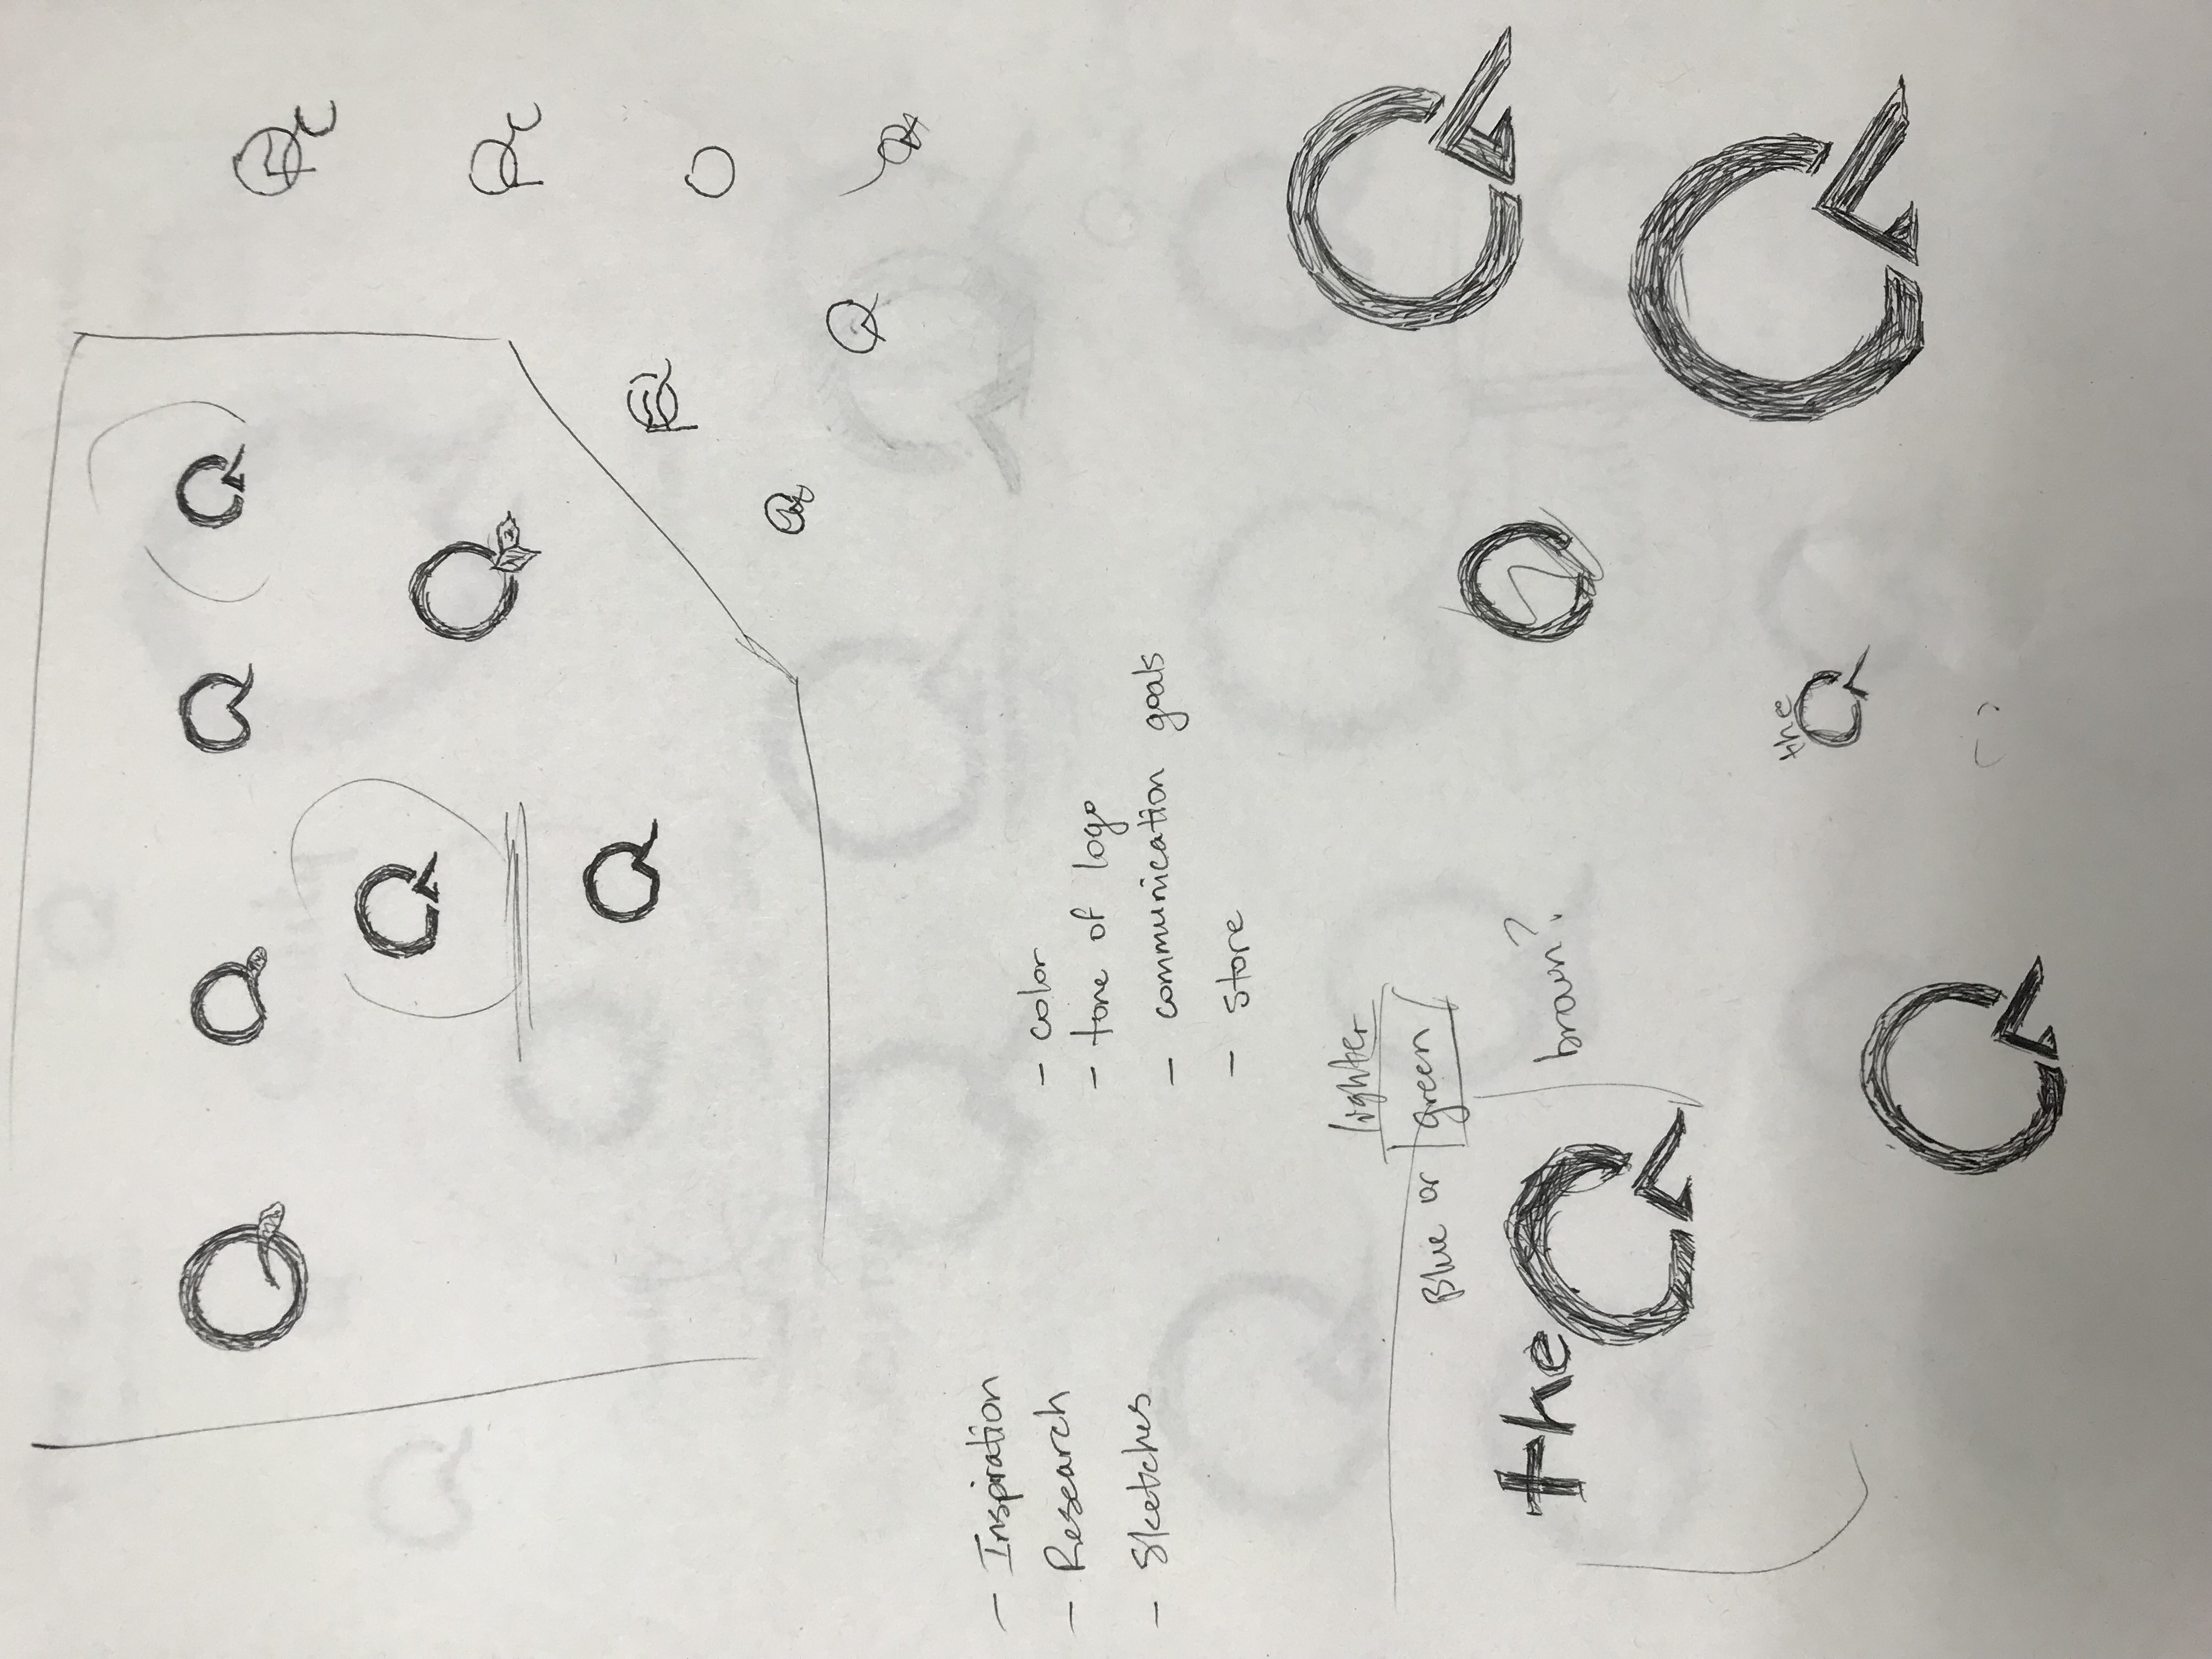 Q Q Q Q
Q Q
Q
Q
- Inspiration
- Research
- Sketches
- color
- tone of logo
- communication goals
- store
lighter
Blue or green
the Q
brown?
Q
Q
the
Q
Q
Q